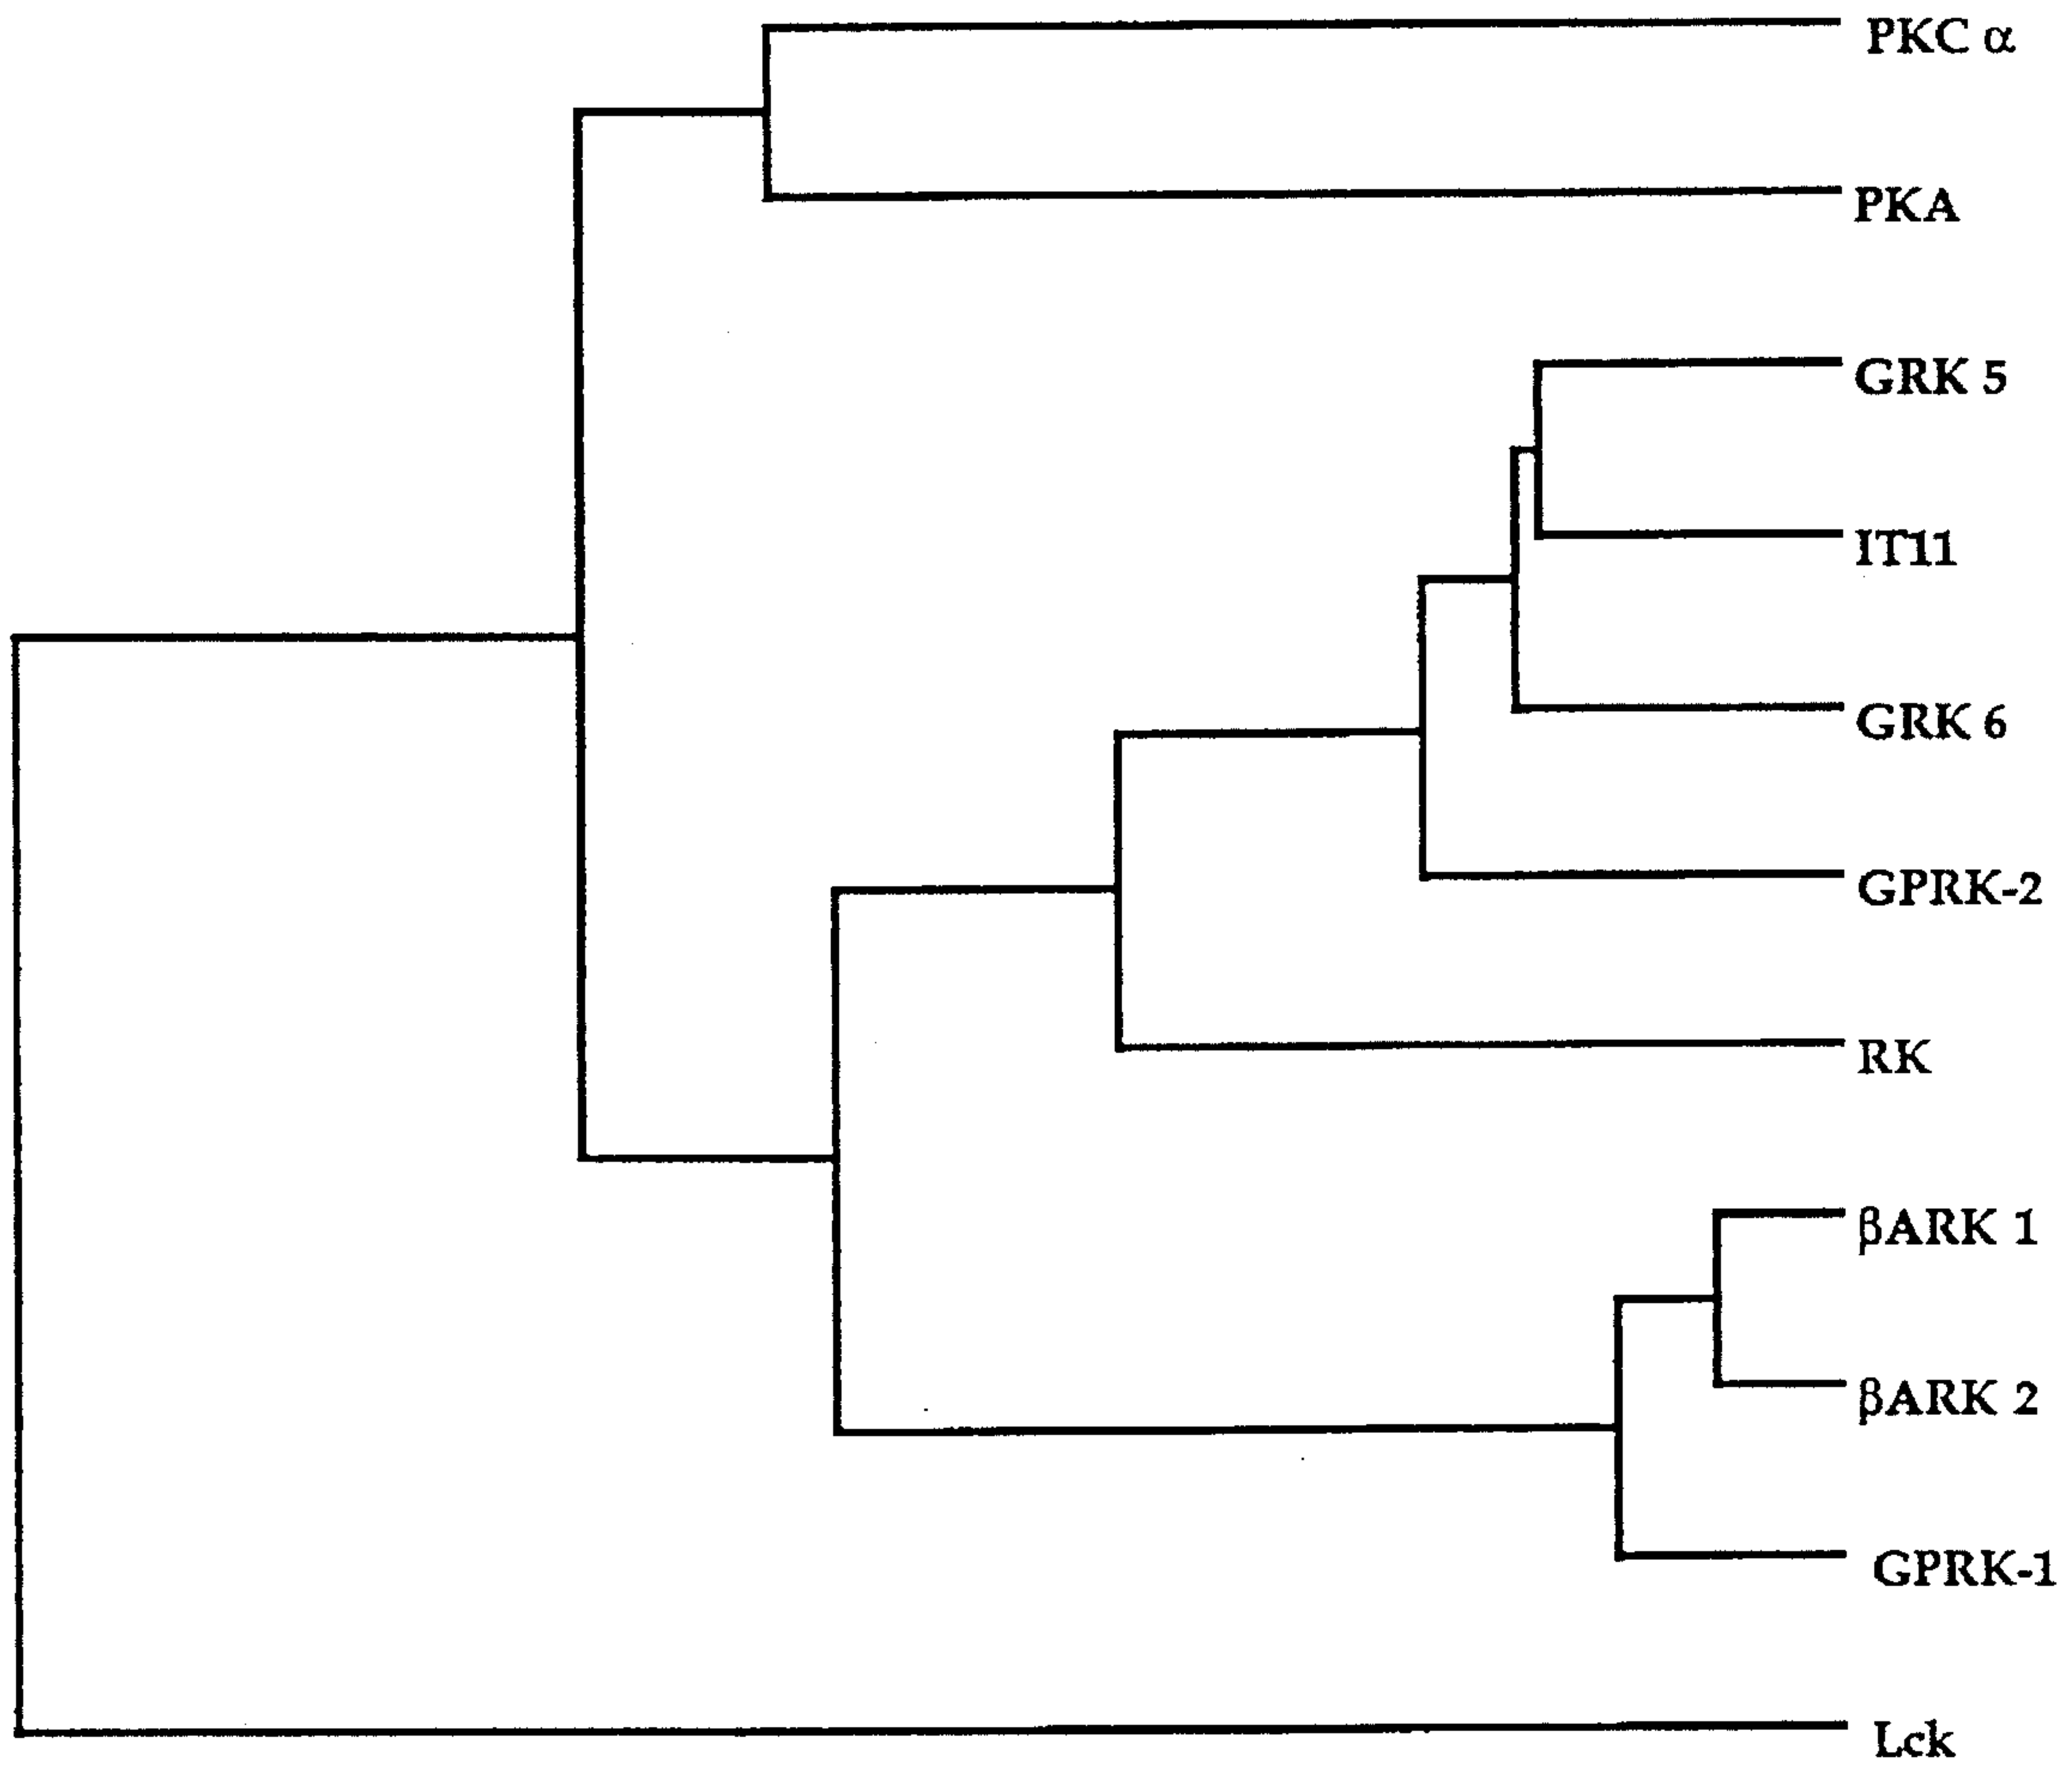 PKC α
PKA
GRK 5
IT11
GRK 6
GPRK-2
RK
βARK 1
βARK 2
GPRK-1
Lck